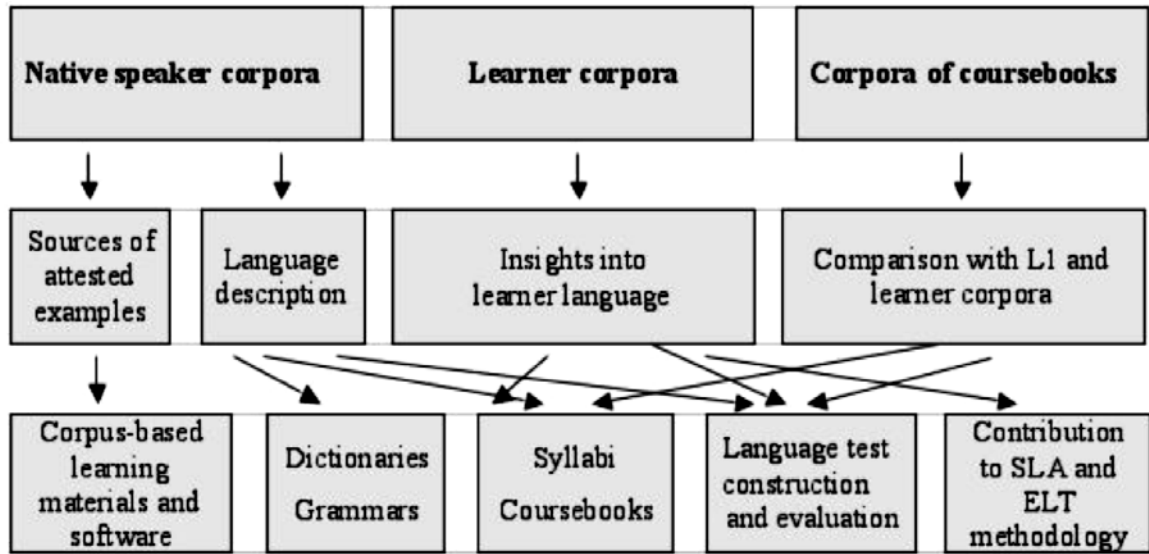 Native speaker corpora
Learner corpora
Corpora of coursebooks
Sources of
attested
examples
Language
description
Insights into
learner language
Comparison with L1 and
learner corpora
Corpus-based
learning
materials and
software
Dictionaries
Grammars
Syllabi
Coursebooks
Language test
construction
and evaluation
Contribution
to SLA and
ELT
methodology